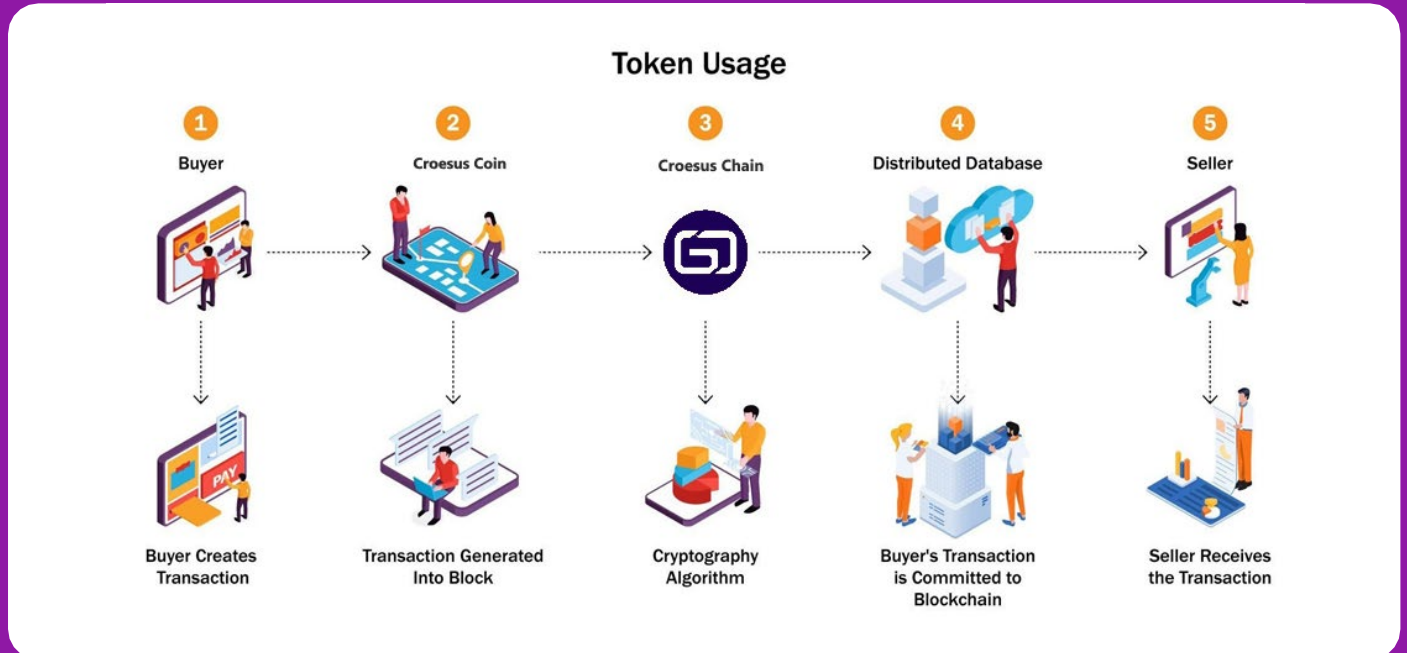 Token Usage
1
2
3
4
5
Buyer
Croesus Coin
Croesus Chain
Distributed Database
Seller
PAY
Buyer Creates
Transaction
Transaction Generated
Into Block
Cryptography
Algorithm
Buyer's Transaction
is Committed to
Blockchain
Seller Receives
the Transaction